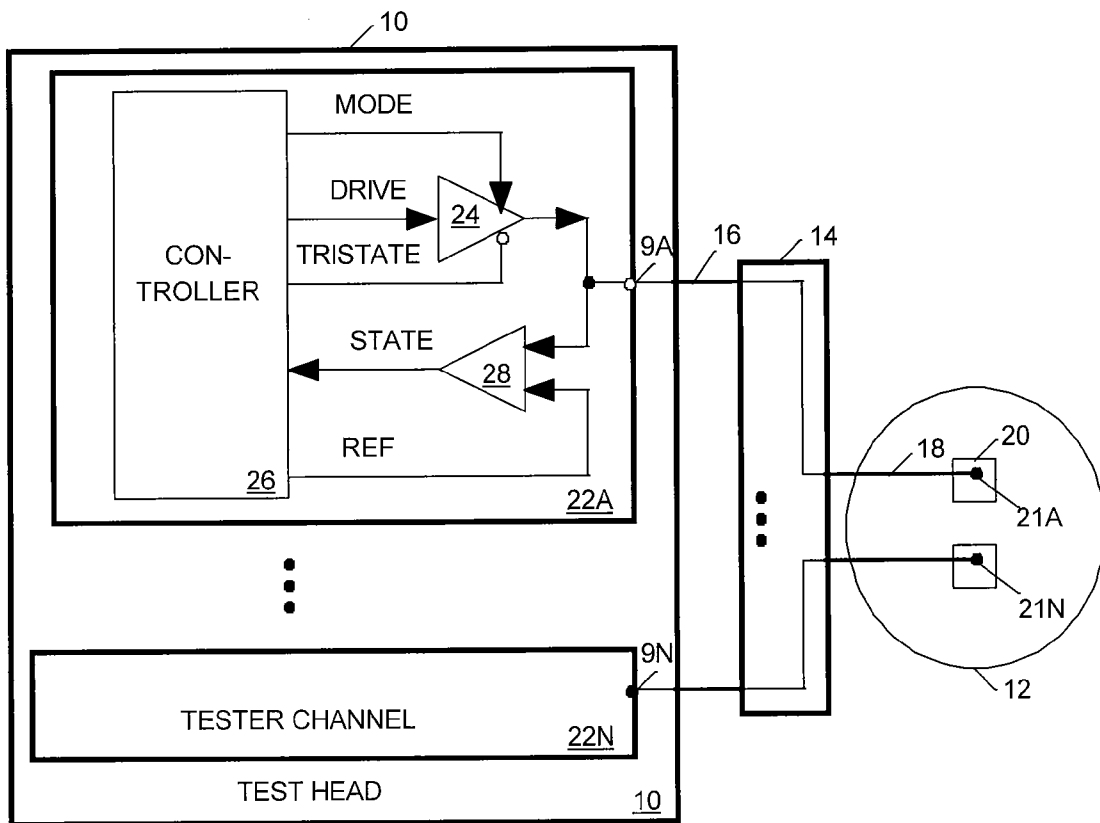 10
MODE
DRIVE
24
TRISTATE
CON-
TROLLER
9A
16
14
STATE
28
REF
26
22A
18
20
21A
21N
12
9N
TESTER CHANNEL
22N
TEST HEAD
10